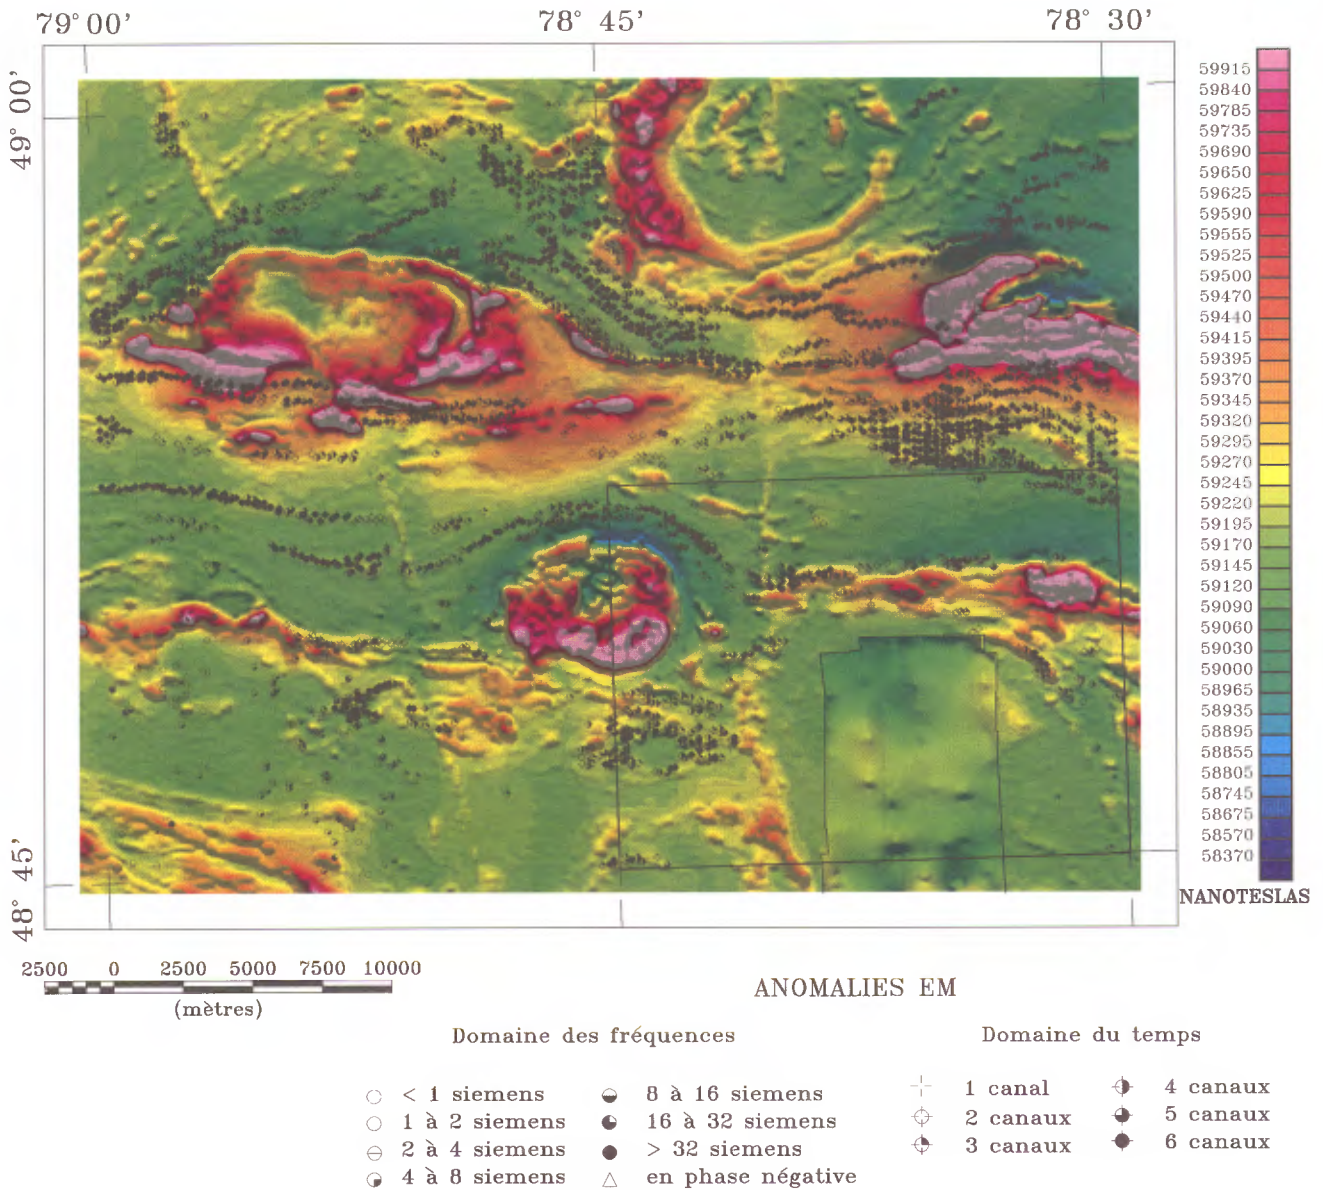 79° 00'
78° 45'
78° 30'
49° 00'
48° 45'
59915
59840
59785
59735
59690
59650
59625
59590
59555
59525
59500
59470
59440
59415
59395
59370
59345
59320
59295
59270
59245
59220
59195
59170
59145
59120
59090
59060
59030
59000
58965
58935
58895
58855
58805
58745
58675
58570
58370
NANOTESLAS
2500 0 2500 5000 7500 10000
(mètres)
ANOMALIES EM
Domaine des fréquences
< 1 siemens
1 à 2 siemens
2 à 4 siemens
4 à 8 siemens
8 à 16 siemens
16 à 32 siemens
> 32 siemens
en phase négative
Domaine du temps
1 canal
2 canaux
3 canaux
4 canaux
5 canaux
6 canaux